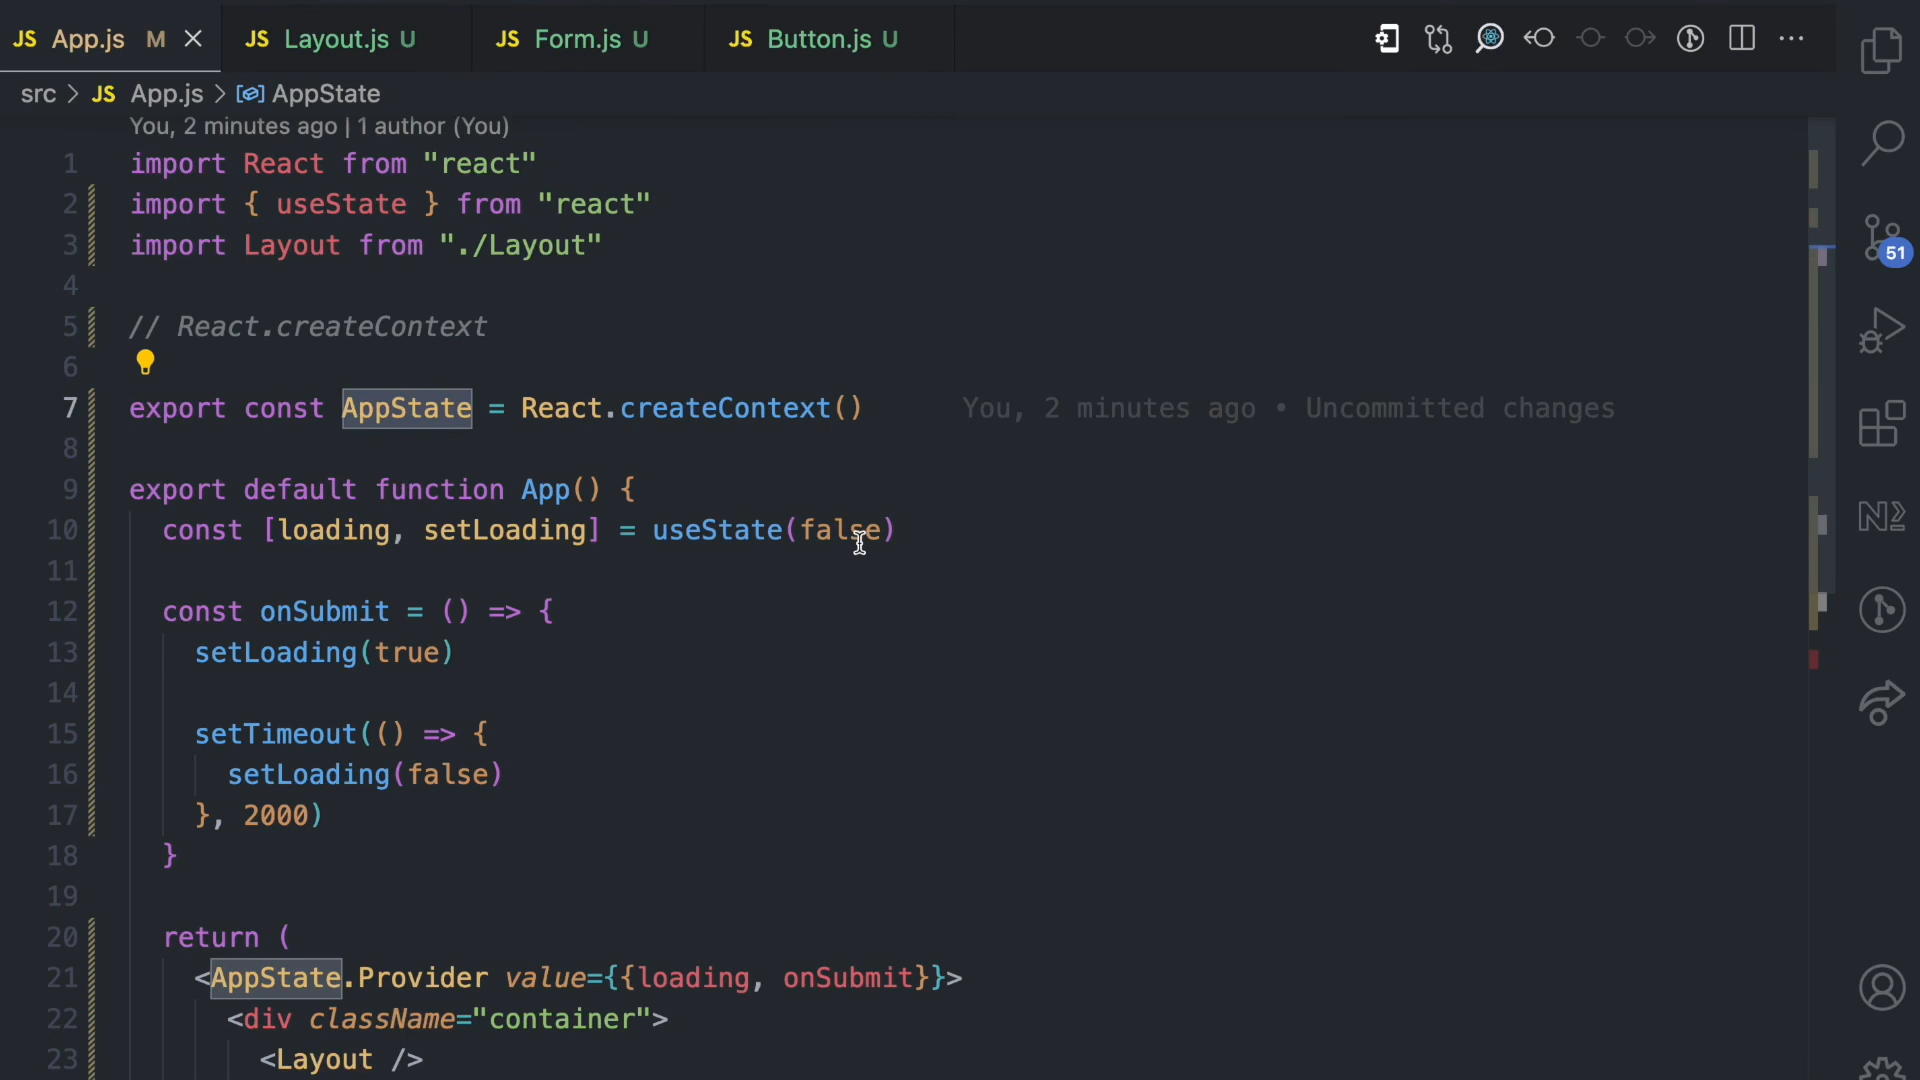 JS App.js M JS Layout.js U JS Form.js U JS Button.js U
src > JS App.js > AppState
You, 2 minutes ago | 1 author (You)
1 import React from "react"
2 import { useState } from "react"
3 import Layout from "./Layout"
4
5 // React.createContext
6
7 export const AppState = React.createContext() You, 2 minutes ago • Uncommitted changes
8
9 export default function App() {
10 const [loading, setLoading] = useState(false)
11
12 const onSubmit = () => {
13 setLoading(true)
14
15 setTimeout(() => {
16 setLoading(false)
17 }, 2000)
18 }
19
20 return (
21 <AppState.Provider value={{loading, onSubmit}}>
22 <div className="container">
23 <Layout />
51